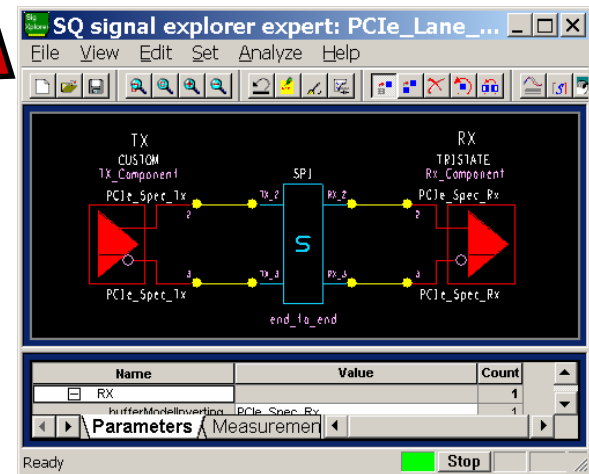 SQ signal explorer expert: PCIe_Lane_...
File View Edit Set Analyze Help
TX
CUSTOM
TX_Component
PCIe_Spec_Tx
2
3
PCIe_Spec_Tx
SP1
TX_2 RX_2
S
TX_3 RX_3
end_to_end
RX
TRISTATE
Rx_Component
PCIe_Spec_Rx
2
3
PCIe_Spec_Rx
Name Value Count
RX 1
bufferModelInverting PCIe_Spec_Rx 1
Parameters Measuremen
Ready Stop